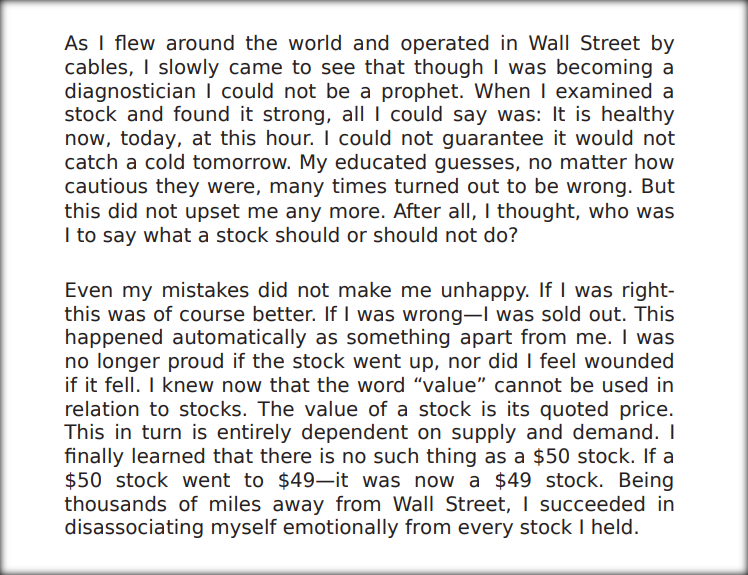 As I flew around the world and operated in Wall Street by
cables, I slowly came to see that though I was becoming a
diagnostician I could not be a prophet. When I examined a
stock and found it strong, all I could say was: It is healthy
now, today, at this hour. I could not guarantee it would not
catch a cold tomorrow. My educated guesses, no matter how
cautious they were, many times turned out to be wrong. But
this did not upset me any more. After all, I thought, who was
I to say what a stock should or should not do?
Even my mistakes did not make me unhappy. If I was right-
this was of course better. If I was wrong—I was sold out. This
happened automatically as something apart from me. I was
no longer proud if the stock went up, nor did I feel wounded
if it fell. I knew now that the word “value” cannot be used in
relation to stocks. The value of a stock is its quoted price.
This in turn is entirely dependent on supply and demand. I
finally learned that there is no such thing as a $50 stock. If a
$50 stock went to $49—it was now a $49 stock. Being
thousands of miles away from Wall Street, I succeeded in
disassociating myself emotionally from every stock I held.